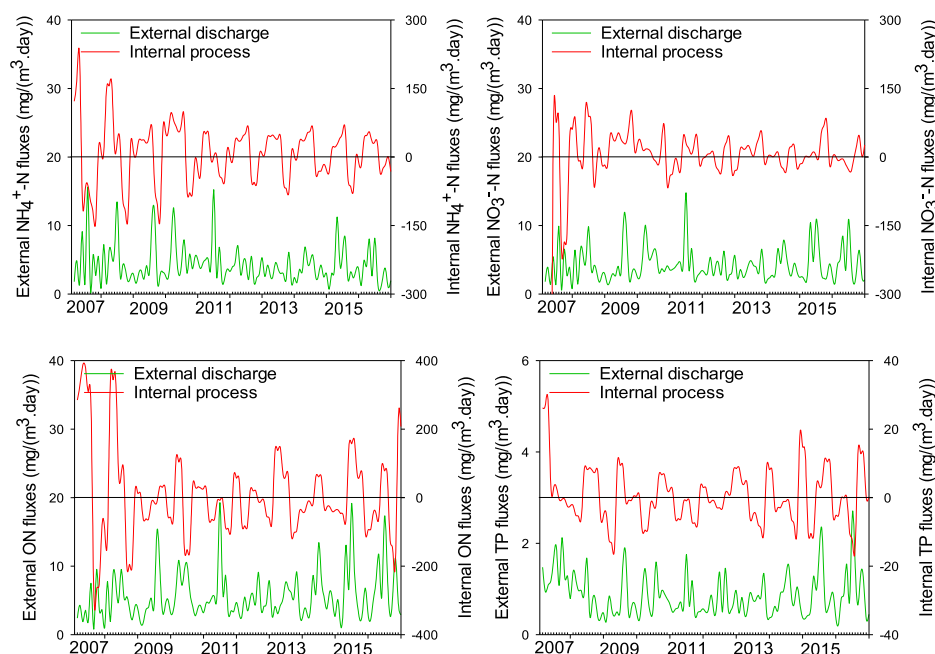 External NH4+-N fluxes (mg/(m3.day))
40
30
20
10
0
External discharge
Internal process
300
150
0
-150
-300
Internal NH4+-N fluxes (mg/(m3.day))
2007 2009 2011 2013 2015
External NO3--N fluxes (mg/(m3.day))
40
30
20
10
0
External discharge
Internal process
300
150
0
-150
-300
Internal NO3--N fluxes (mg/(m3.day))
2007 2009 2011 2013 2015
External ON fluxes (mg/(m3.day))
40
30
20
10
0
External discharge
Internal process
400
200
0
-200
-400
Internal ON fluxes (mg/(m3.day))
2007 2009 2011 2013 2015
External TP fluxes (mg/(m3.day))
6
4
2
0
External discharge
Internal process
40
20
0
-20
-40
Internal TP fluxes (mg/(m3.day))
2007 2009 2011 2013 2015